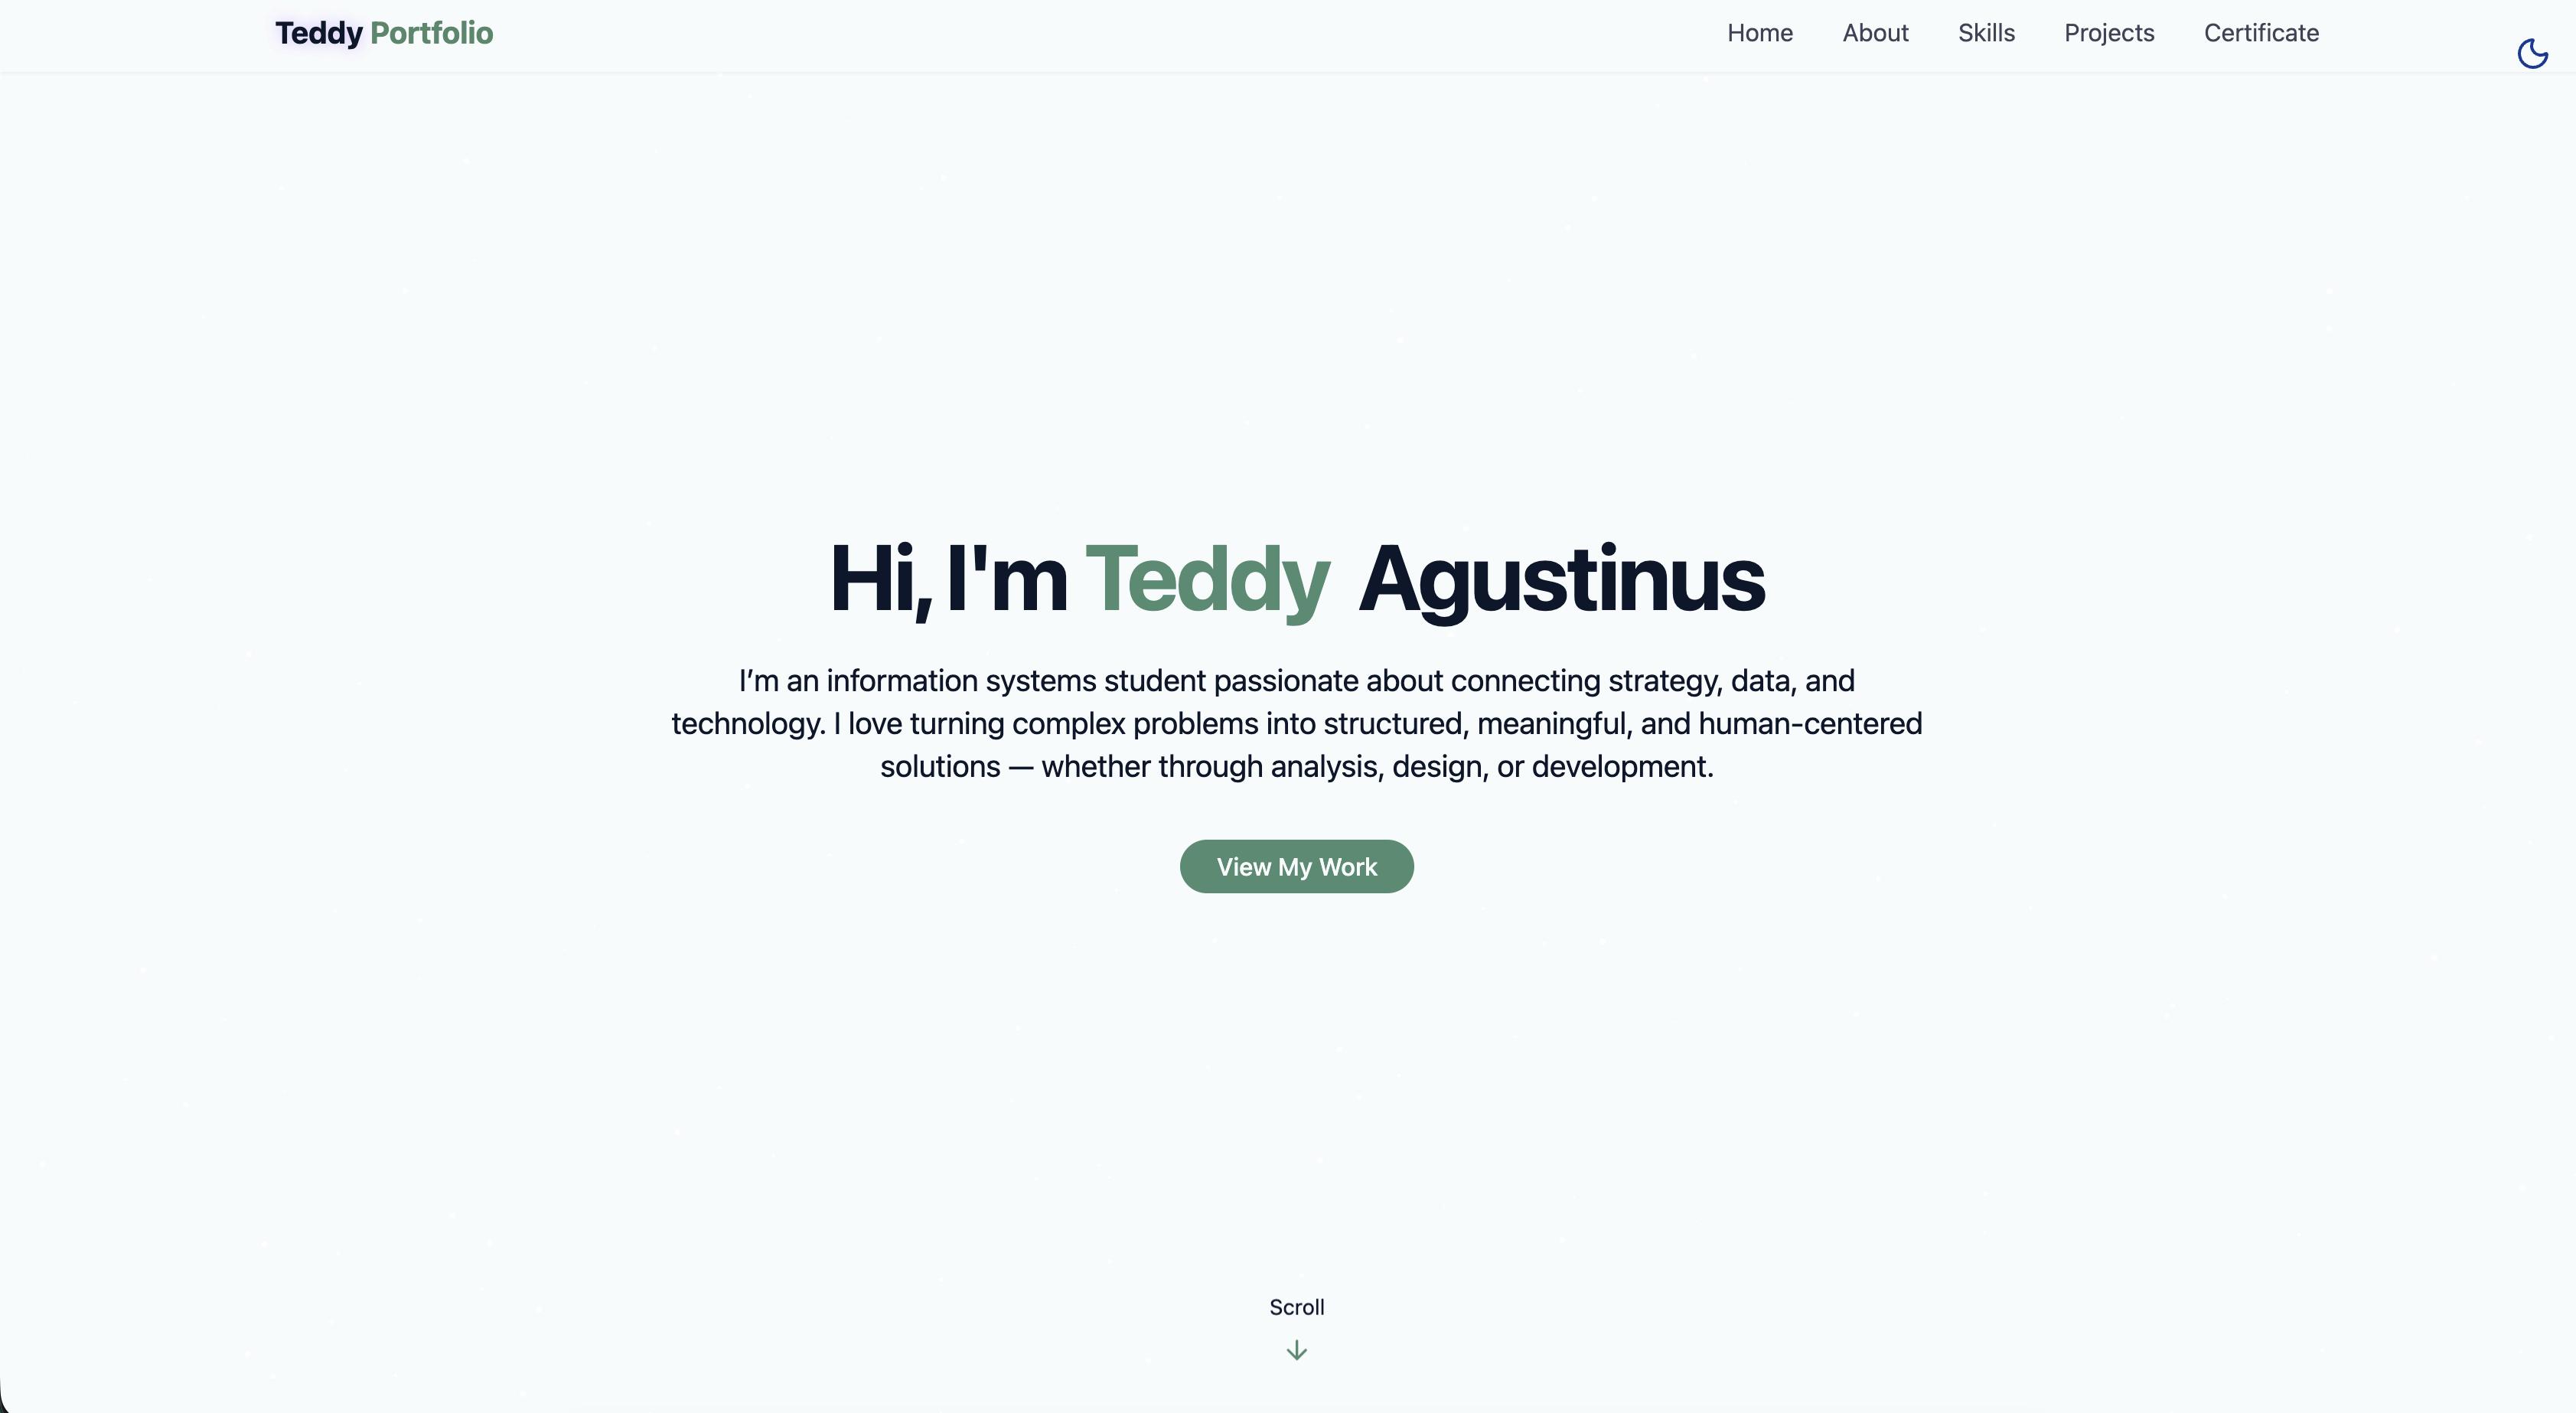 Teddy Portfolio
Home About Skills Projects Certificate
Hi, I'm Teddy Agustinus
I’m an information systems student passionate about connecting strategy, data, and
technology. I love turning complex problems into structured, meaningful, and human-centered
solutions — whether through analysis, design, or development.
View My Work
Scroll